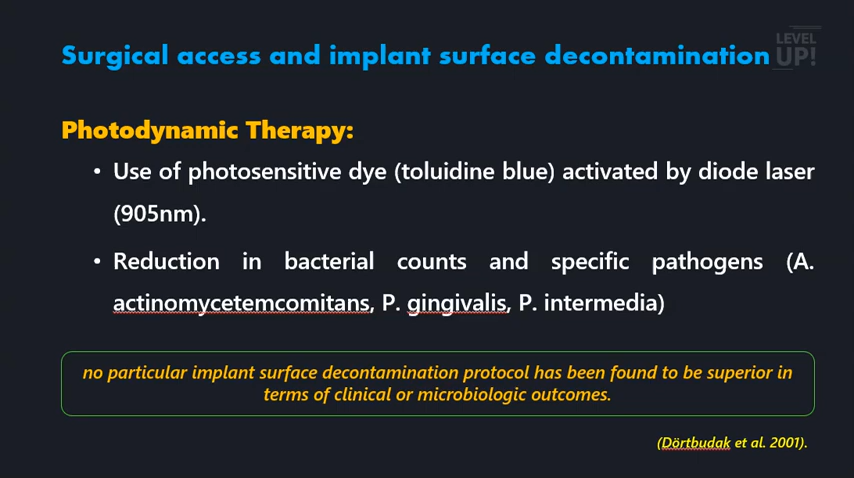 LEVEL
UP!
Surgical access and implant surface decontamination
Photodynamic Therapy:
• Use of photosensitive dye (toluidine blue) activated by diode laser
(905nm).
• Reduction in bacterial counts and specific pathogens (A.
actinomycetemcomitans, P. gingivalis, P. intermedia)
no particular implant surface decontamination protocol has been found to be superior in
terms of clinical or microbiologic outcomes.
(Dörtbudak et al. 2001).